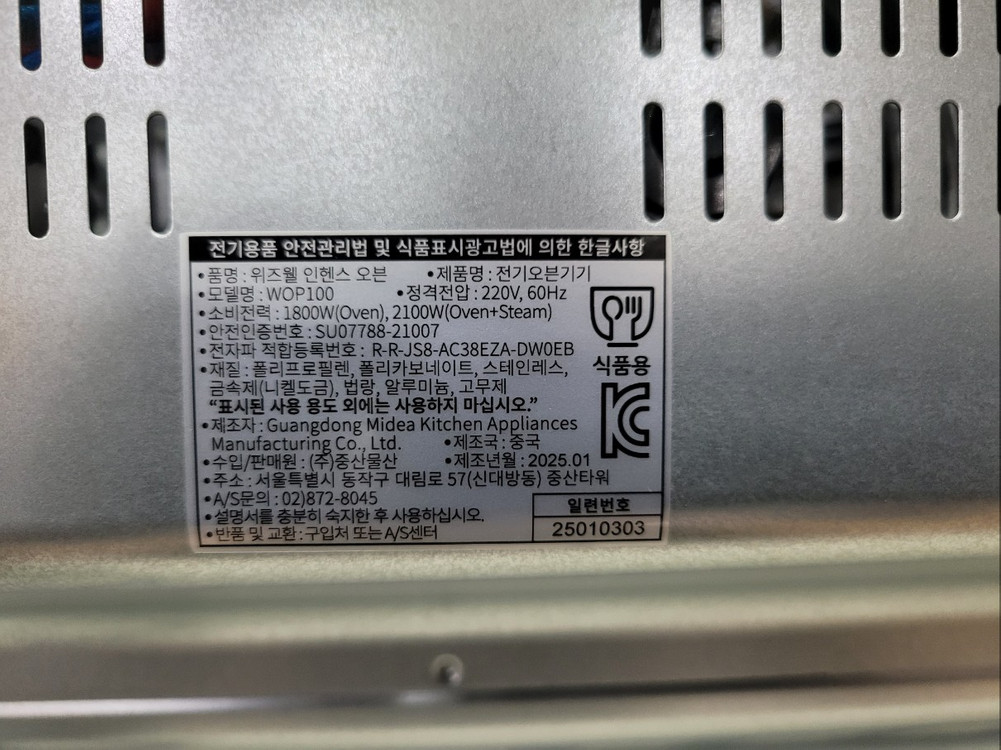 전기용품 안전관리법 및 식품표시광고법에 의한 한글사항
•품명 : 위즈웰 인헨스 오븐 •제품명 : 전기오븐기기
•모델명 : WOP100 •정격전압 : 220V, 60Hz
•소비전력 : 1800W(Oven), 2100W(Oven+Steam)
•안전인증번호 : SU07788-21007
•전자파 적합등록번호 : R-R-JS8-AC38EZA-DW0EB
•재질 : 폴리프로필렌, 폴리카보네이트, 스테인레스,
금속제(니켈도금), 법랑, 알루미늄, 고무제
"표시된 사용 용도 외에는 사용하지 마십시오."
•제조자 : Guangdong Midea Kitchen Appliances
Manufacturing Co., Ltd. •제조국 : 중국
•수입/판매원 : (주)중산물산 •제조년월 : 2025.01
•주소 : 서울특별시 동작구 대림로 57(신대방동) 중산타워
•A/S문의 : 02)872-8045
•설명서를 충분히 숙지한 후 사용하십시오.
•반품 및 교환 : 구입처 또는 A/S센터
식품용
KC
일련번호
25010303